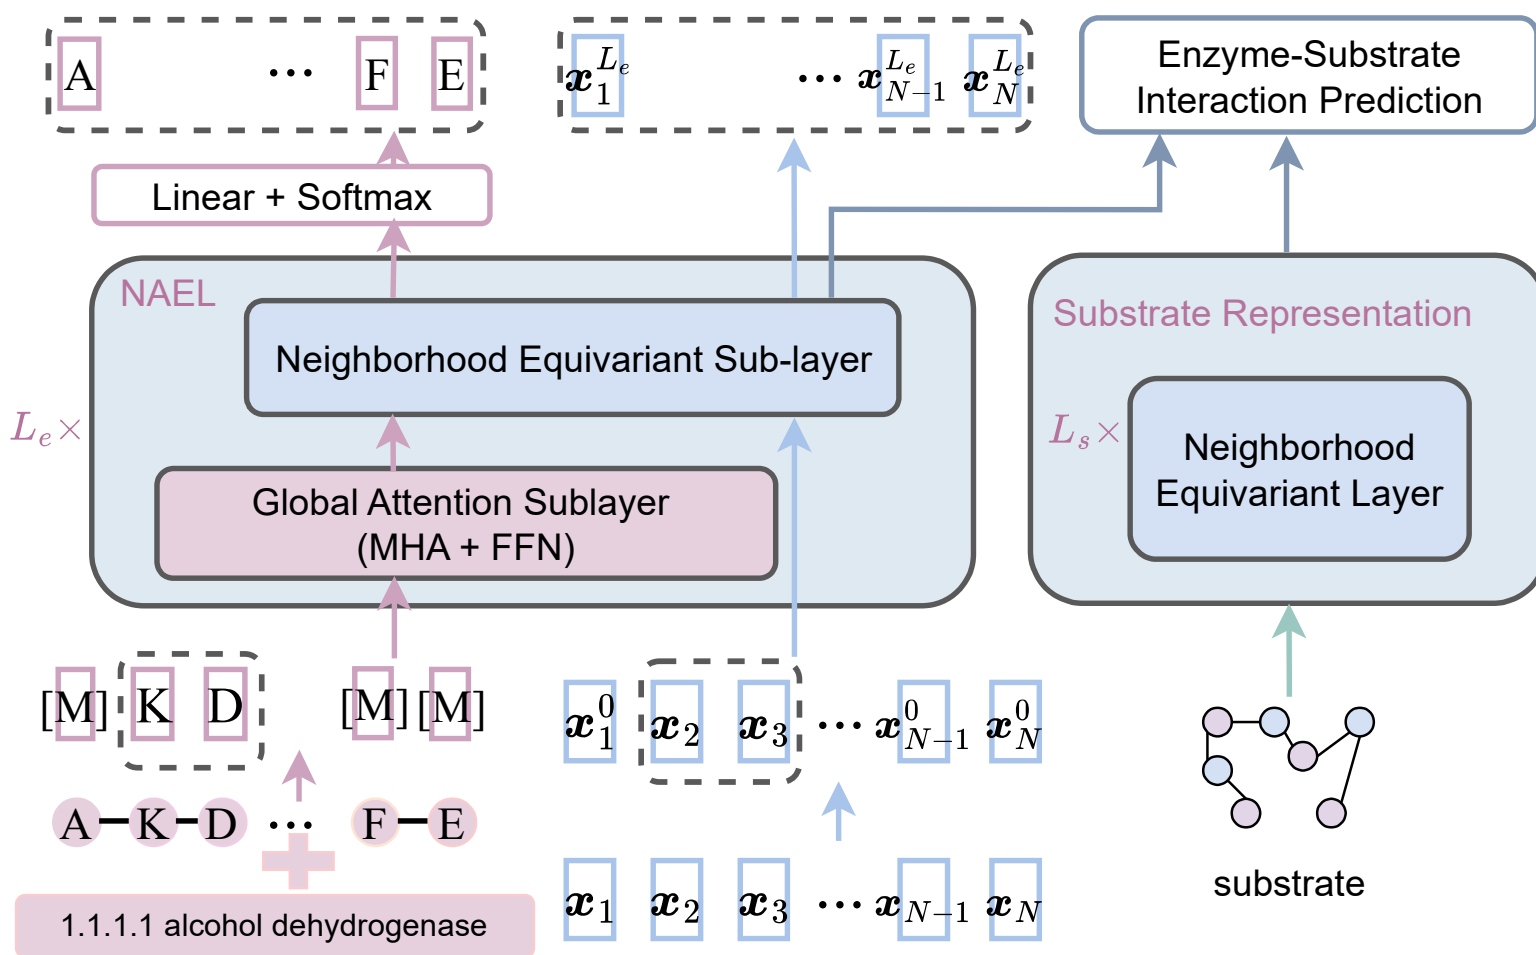 A ... F E
x_1^{L_e} ... x_{N-1}^{L_e} x_N^{L_e}
Enzyme-Substrate
Interaction Prediction
Linear + Softmax
NAEL
Neighborhood Equivariant Sub-layer
L_e×
Global Attention Sublayer
(MHA + FFN)
Substrate Representation
L_s×
Neighborhood
Equivariant Layer
[M] K D [M] [M]
x_1^0 x_2 x_3 ... x_{N-1}^0 x_N^0
A K D ... F E
x_1 x_2 x_3 ... x_{N-1} x_N
1.1.1.1 alcohol dehydrogenase
substrate